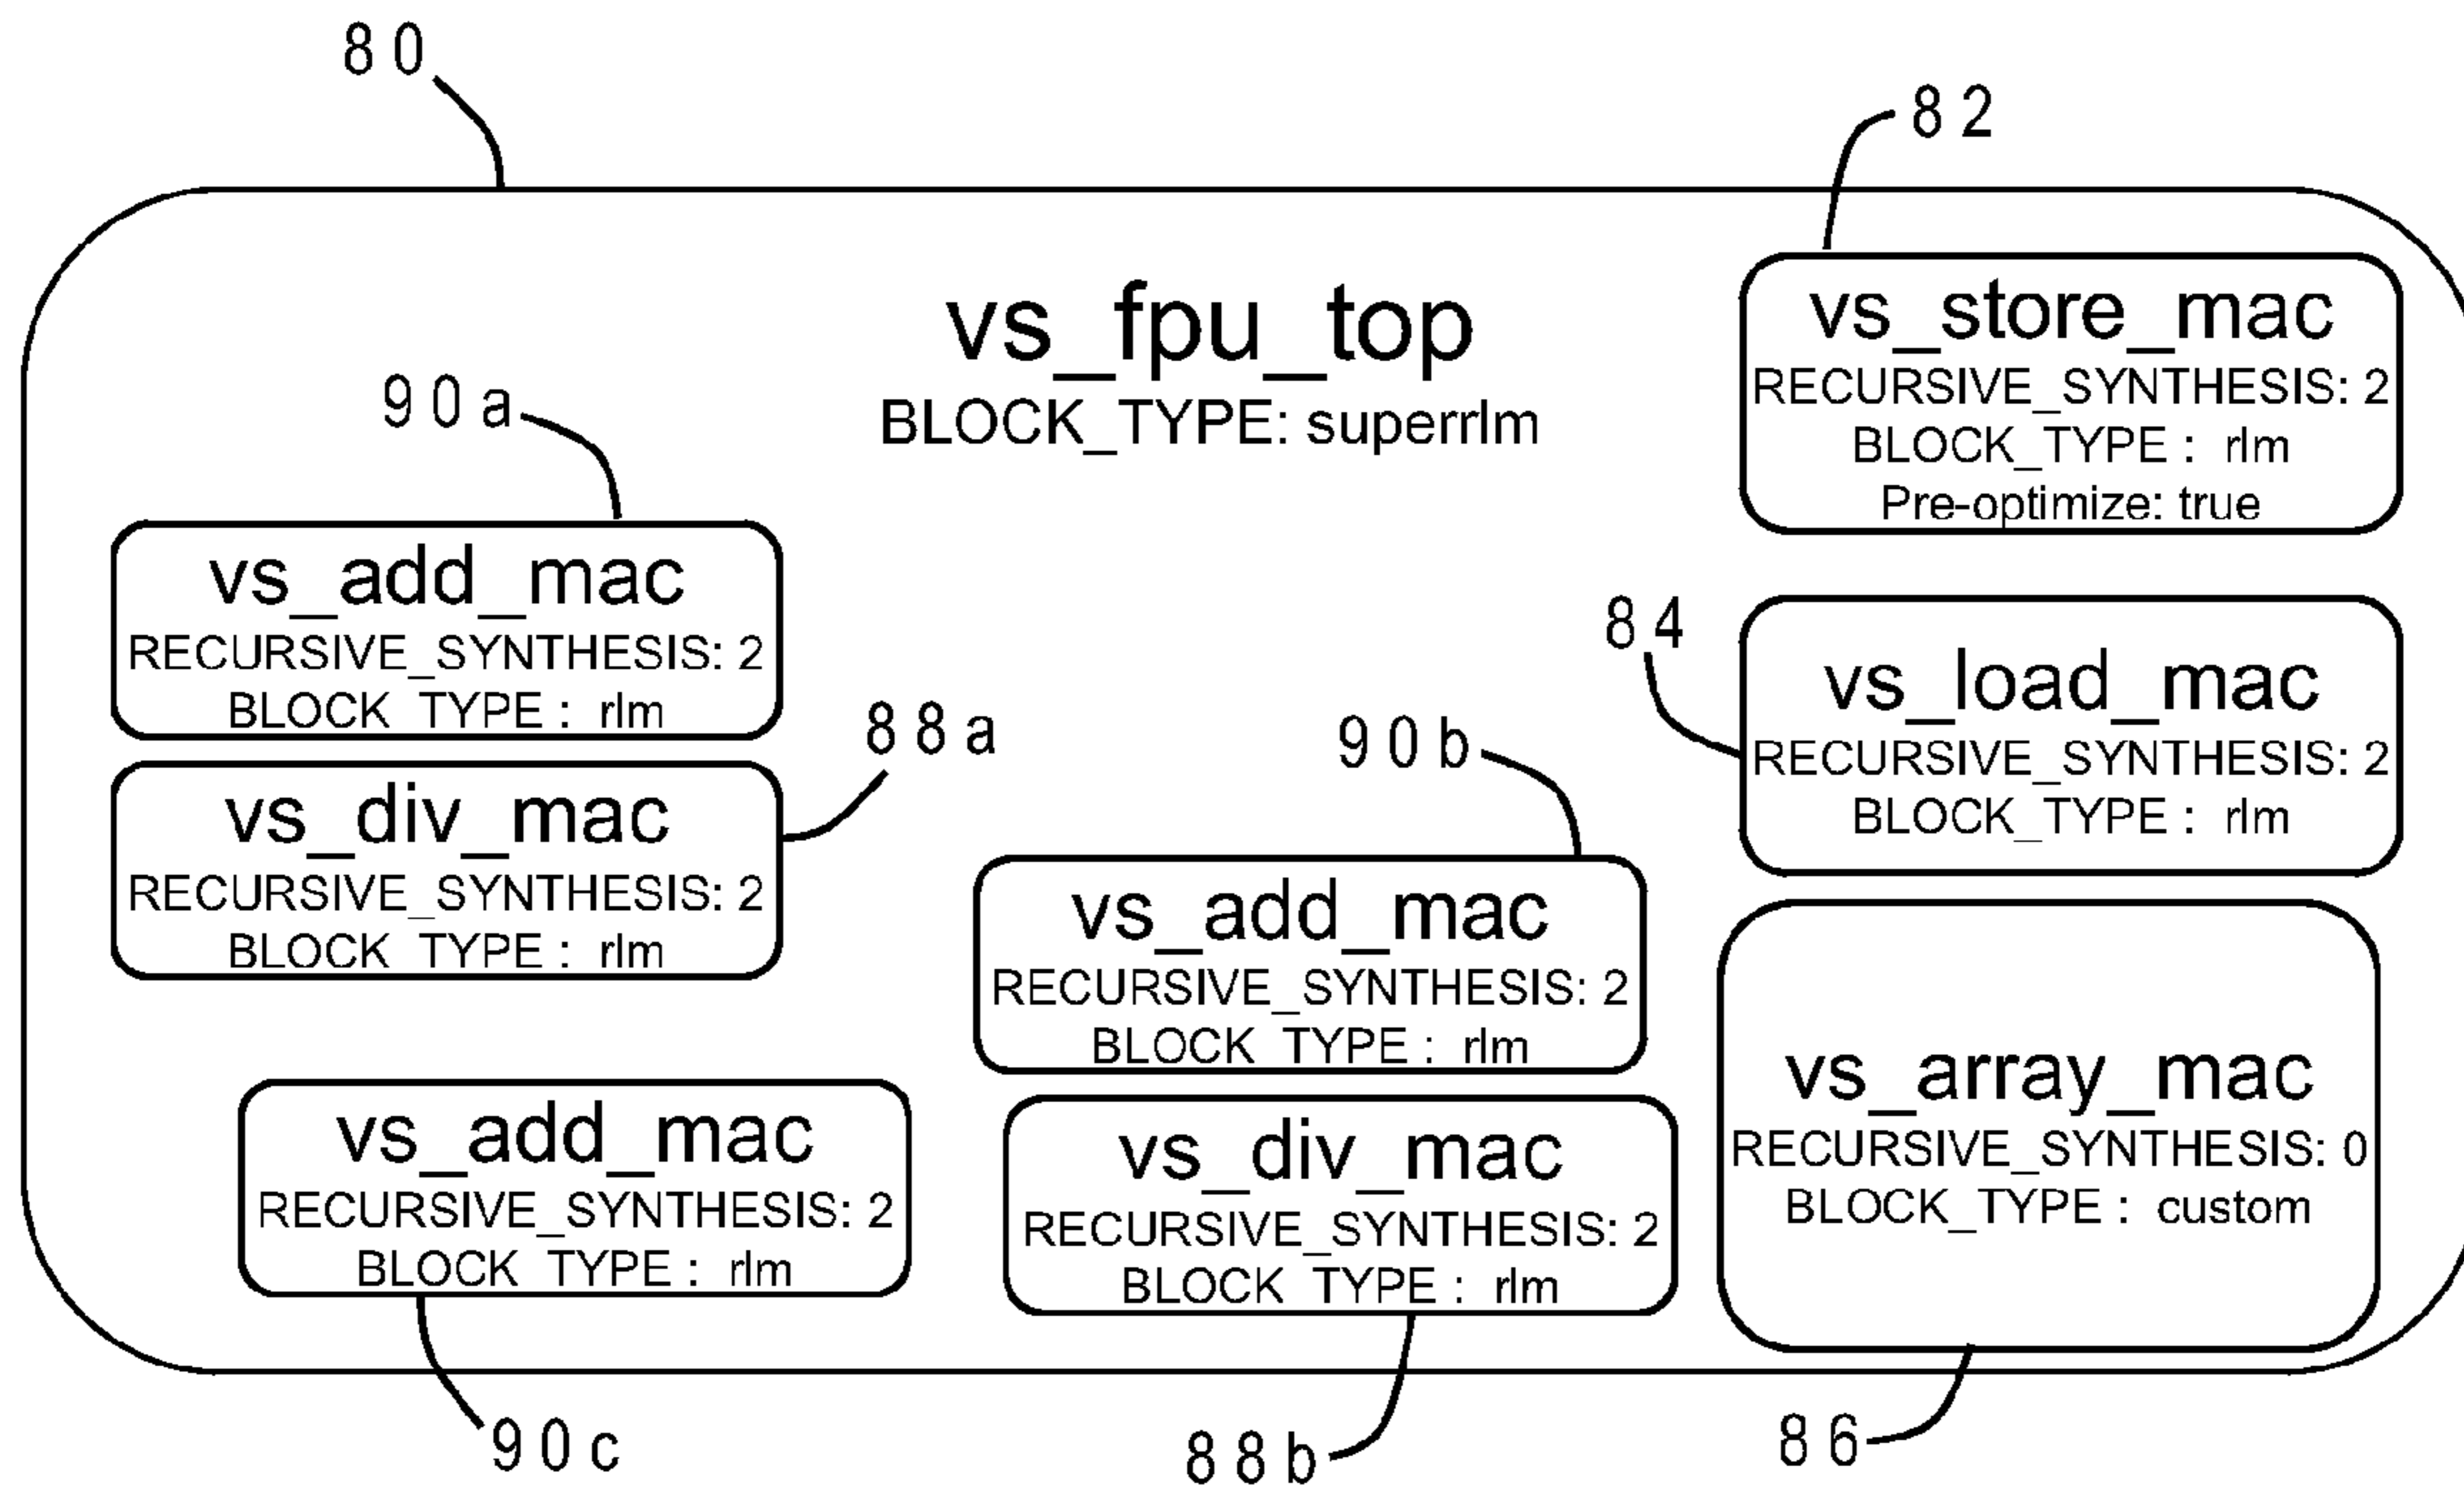 80
82
vs_fpu_top
BLOCK_TYPE: superrlm
vs_store_mac
RECURSIVE_SYNTHESIS: 2
BLOCK_TYPE : rlm
Pre-optimize: true
90a
vs_add_mac
RECURSIVE_SYNTHESIS: 2
BLOCK_TYPE : rlm
88a
vs_div_mac
RECURSIVE_SYNTHESIS: 2
BLOCK_TYPE : rlm
84
vs_load_mac
RECURSIVE_SYNTHESIS: 2
BLOCK_TYPE : rlm
90b
vs_add_mac
RECURSIVE_SYNTHESIS: 2
BLOCK_TYPE : rlm
vs_add_mac
RECURSIVE_SYNTHESIS: 2
BLOCK_TYPE : rlm
90c
vs_div_mac
RECURSIVE_SYNTHESIS: 2
BLOCK_TYPE : rlm
88b
vs_array_mac
RECURSIVE_SYNTHESIS: 0
BLOCK_TYPE : custom
86